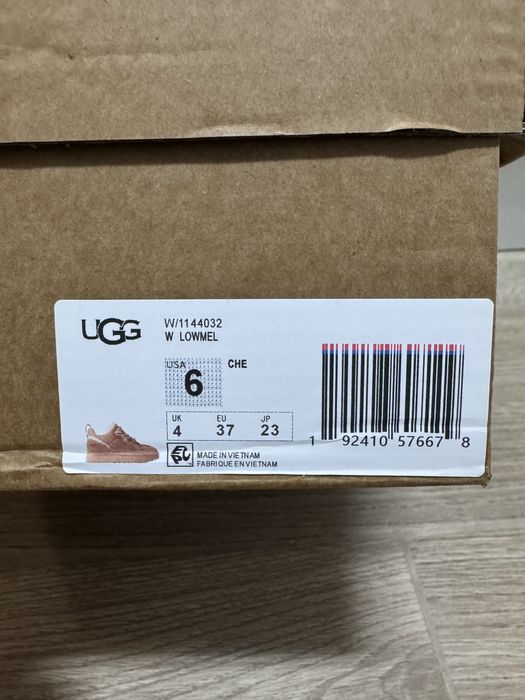 UGG
W/1144032
W LOWMEL
USA
6
CHE
UK EU JP
4 37 23
MADE IN VIETNAM
FABRIQUE EN VIETNAM
1 92410 57667 8